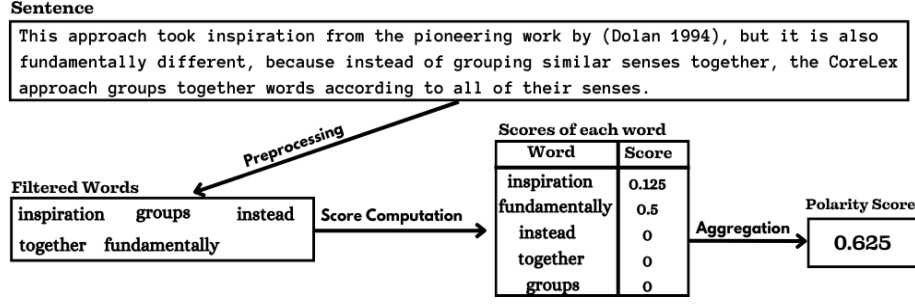 Sentence
This approach took inspiration from the pioneering work by (Dolan 1994), but it is also
fundamentally different, because instead of grouping similar senses together, the CoreLex
approach groups together words according to all of their senses.
Preprocessing
Filtered Words
inspiration groups instead
together fundamentally
Score Computation
Scores of each word
Word Score
inspiration 0.125
fundamentally 0.5
instead 0
together 0
groups 0
Aggregation
Polarity Score
0.625